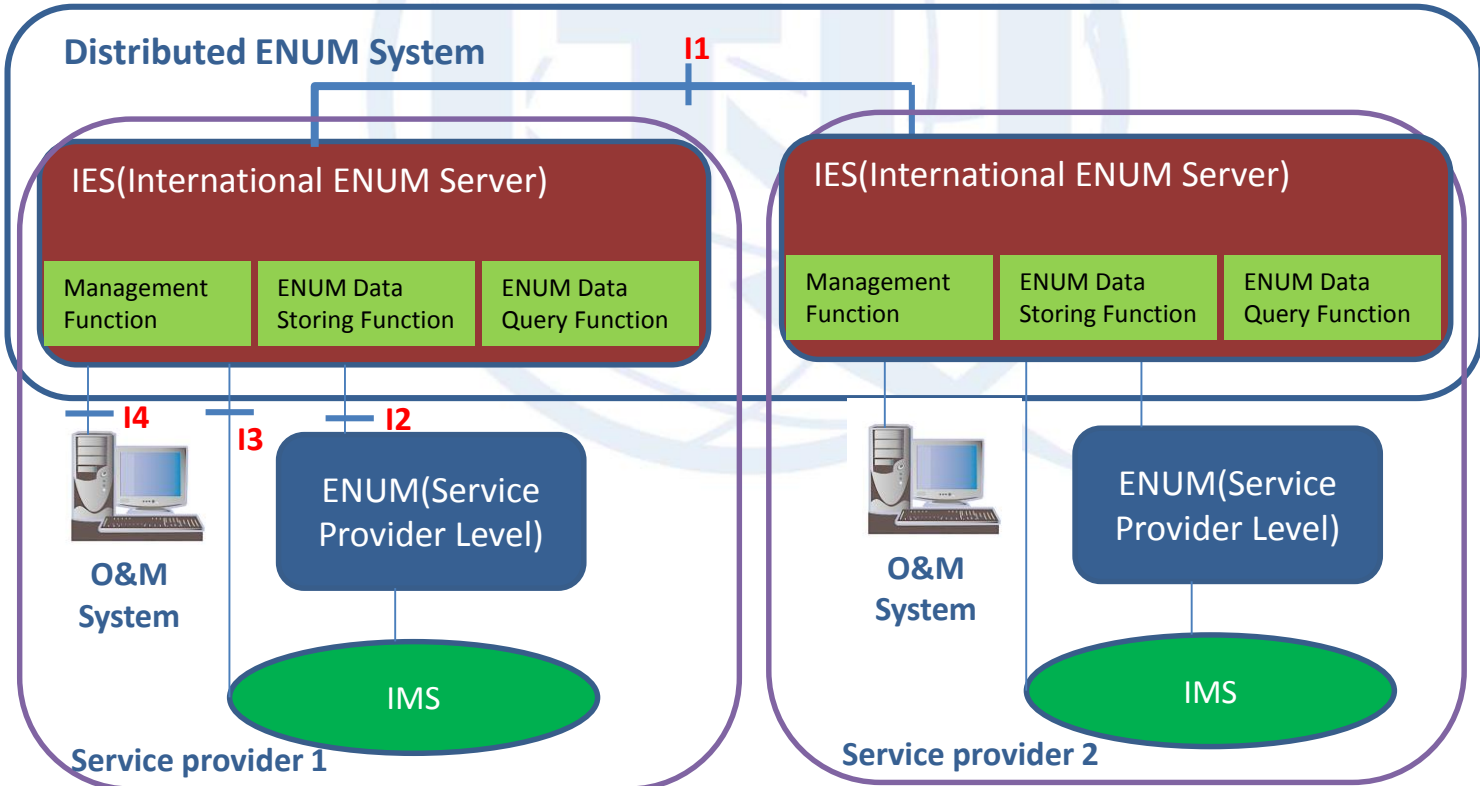 Distributed ENUM System
I1
IES(International ENUM Server)
Management
Function
ENUM Data
Storing Function
ENUM Data
Query Function
IES(International ENUM Server)
Management
Function
ENUM Data
Storing Function
ENUM Data
Query Function
I4
I3
I2
O&M
System
ENUM(Service
Provider Level)
IMS
Service provider 1
O&M
System
ENUM(Service
Provider Level)
IMS
Service provider 2